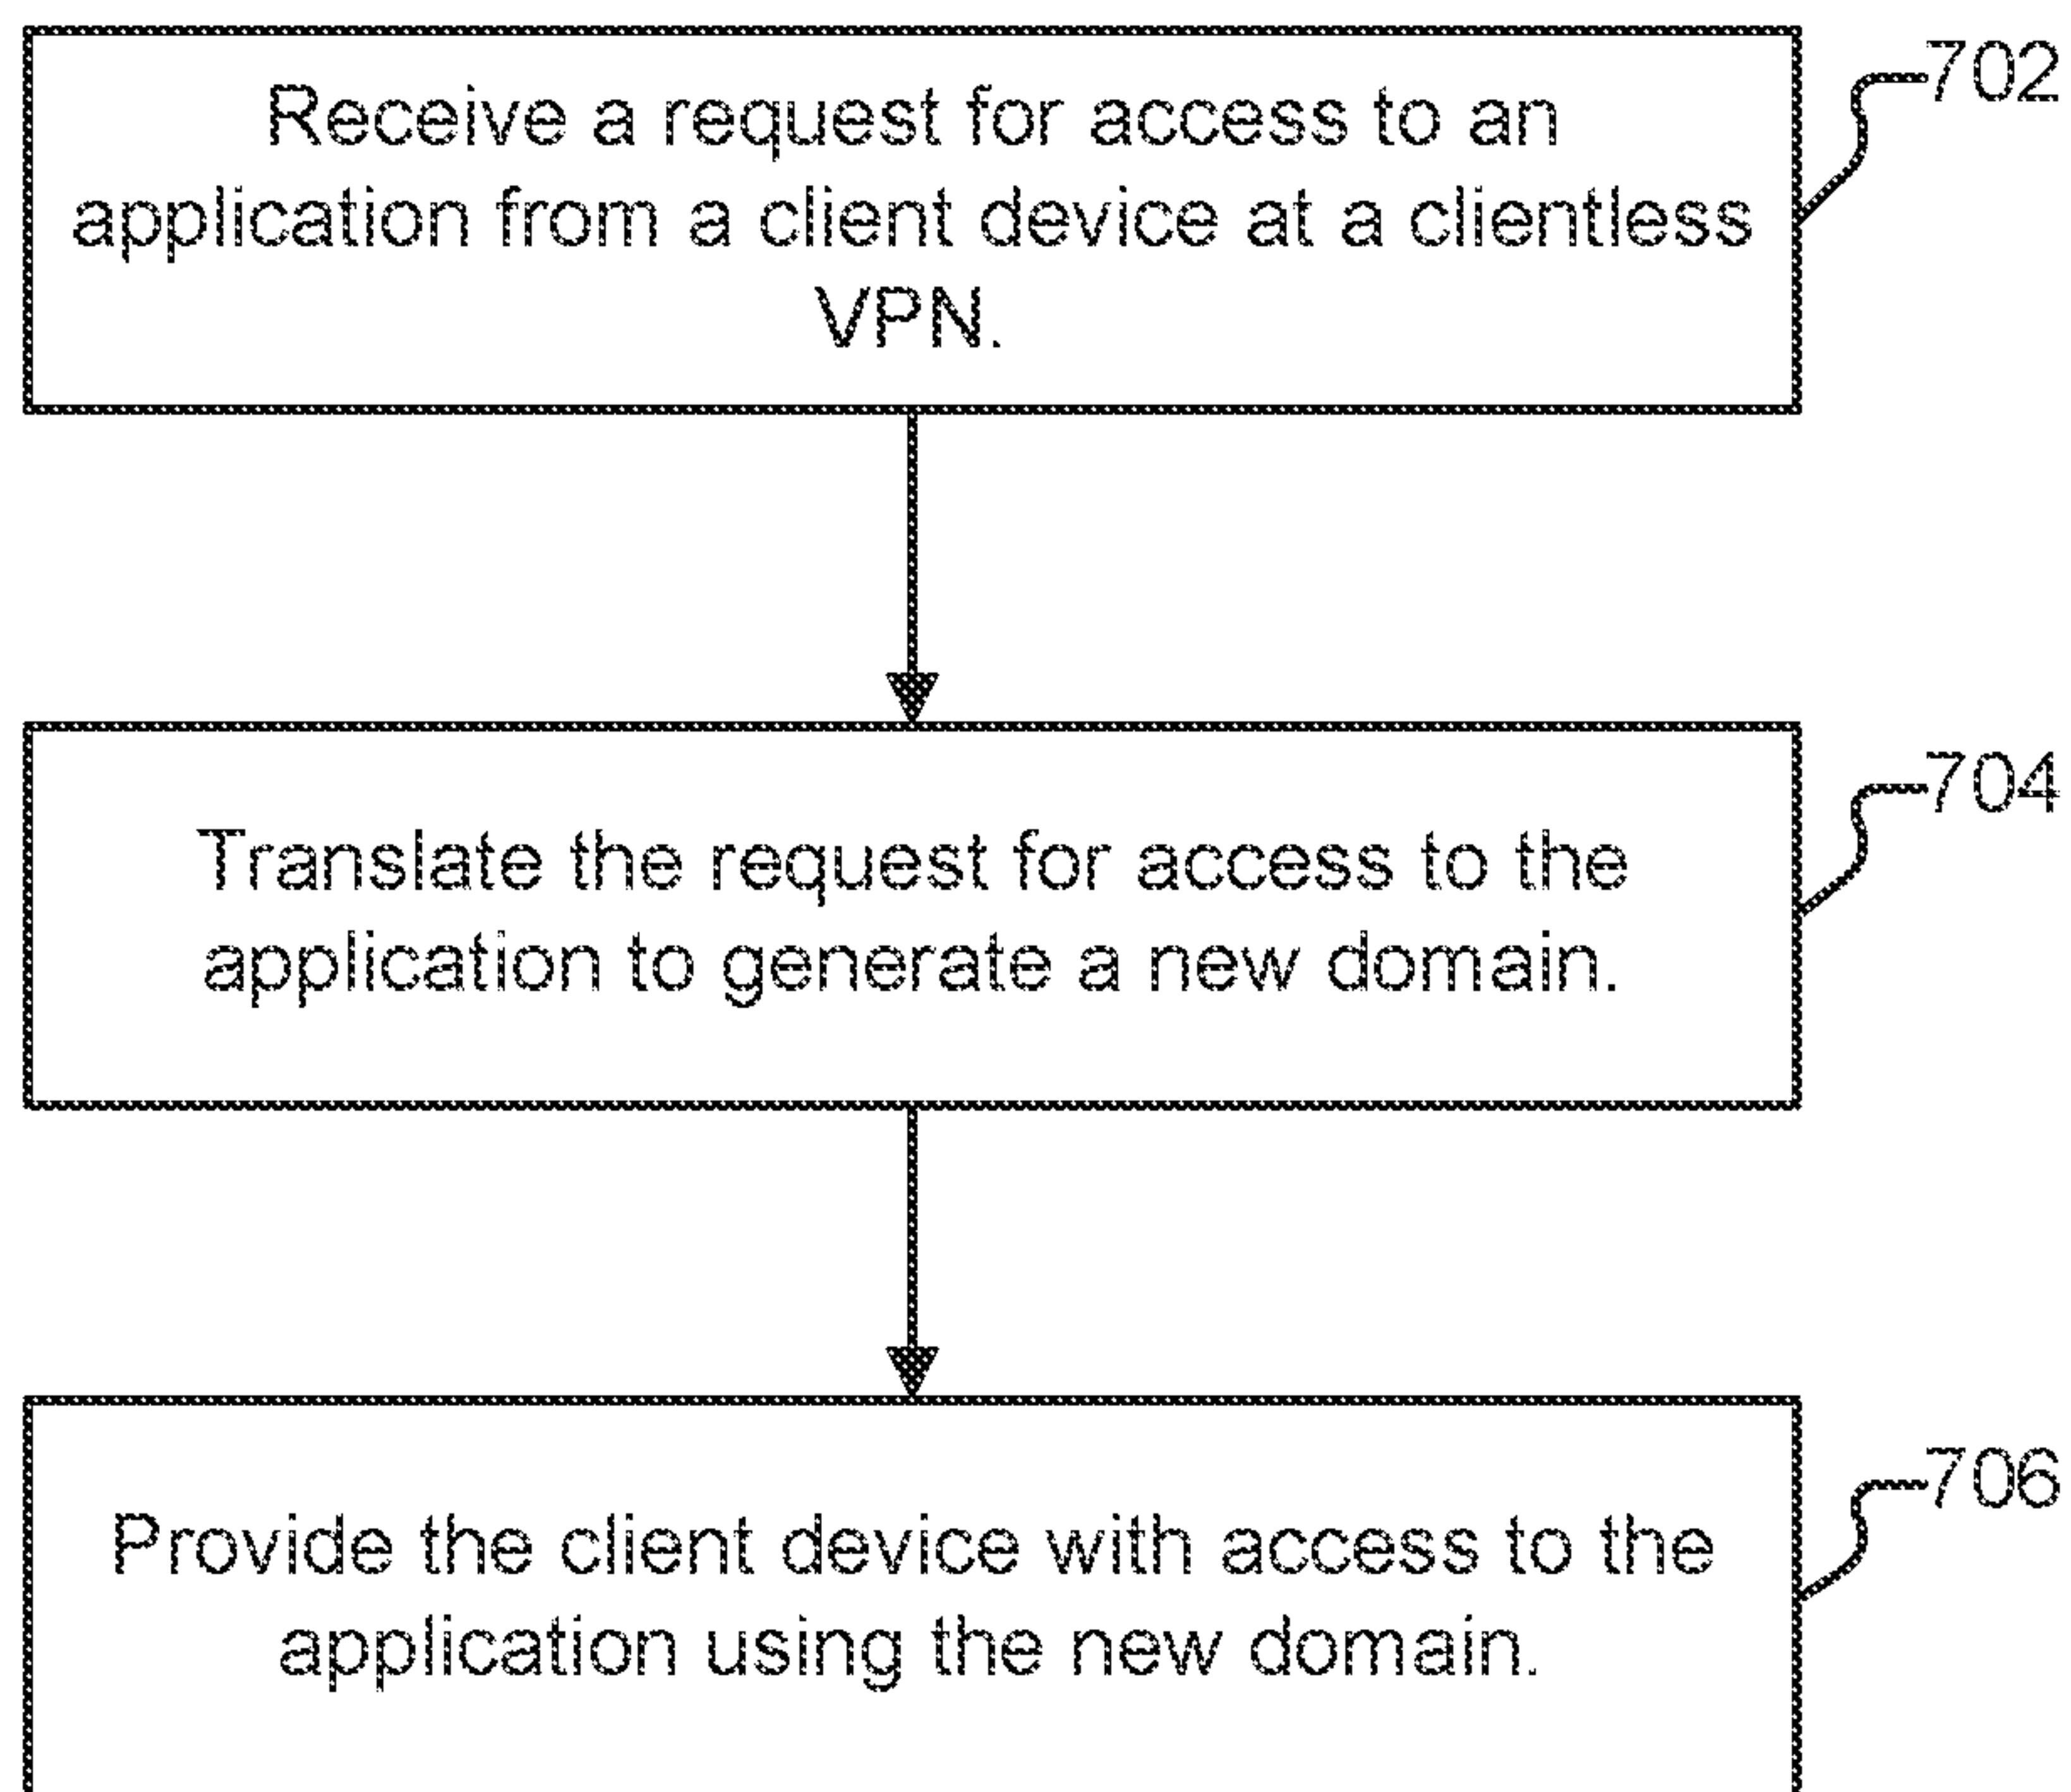 Receive a request for access to an
application from a client device at a clientless
VPN.
702
Translate the request for access to the
application to generate a new domain.
704
Provide the client device with access to the
application using the new domain.
706